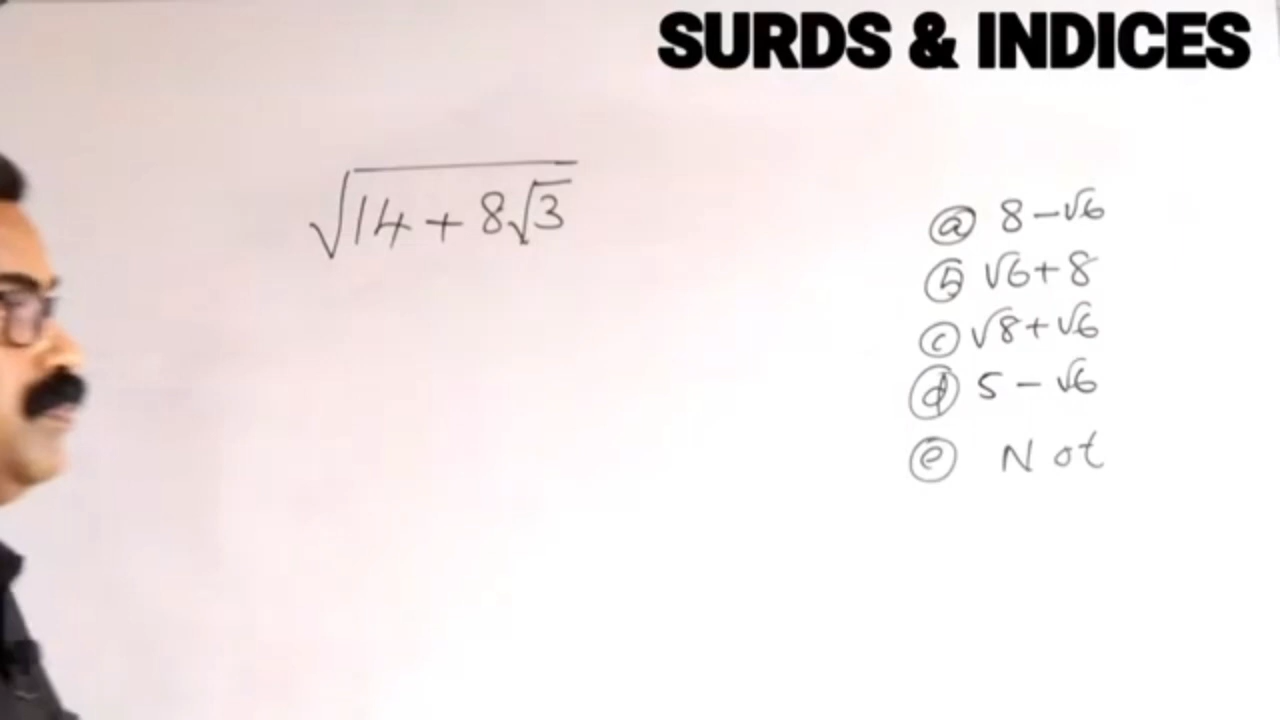 SURDS & INDICES
√(14 + 8√3)
(a) 8 - √6
(b) √6 + 8
(c) √8 + √6
(d) 5 - √6
(e) Not